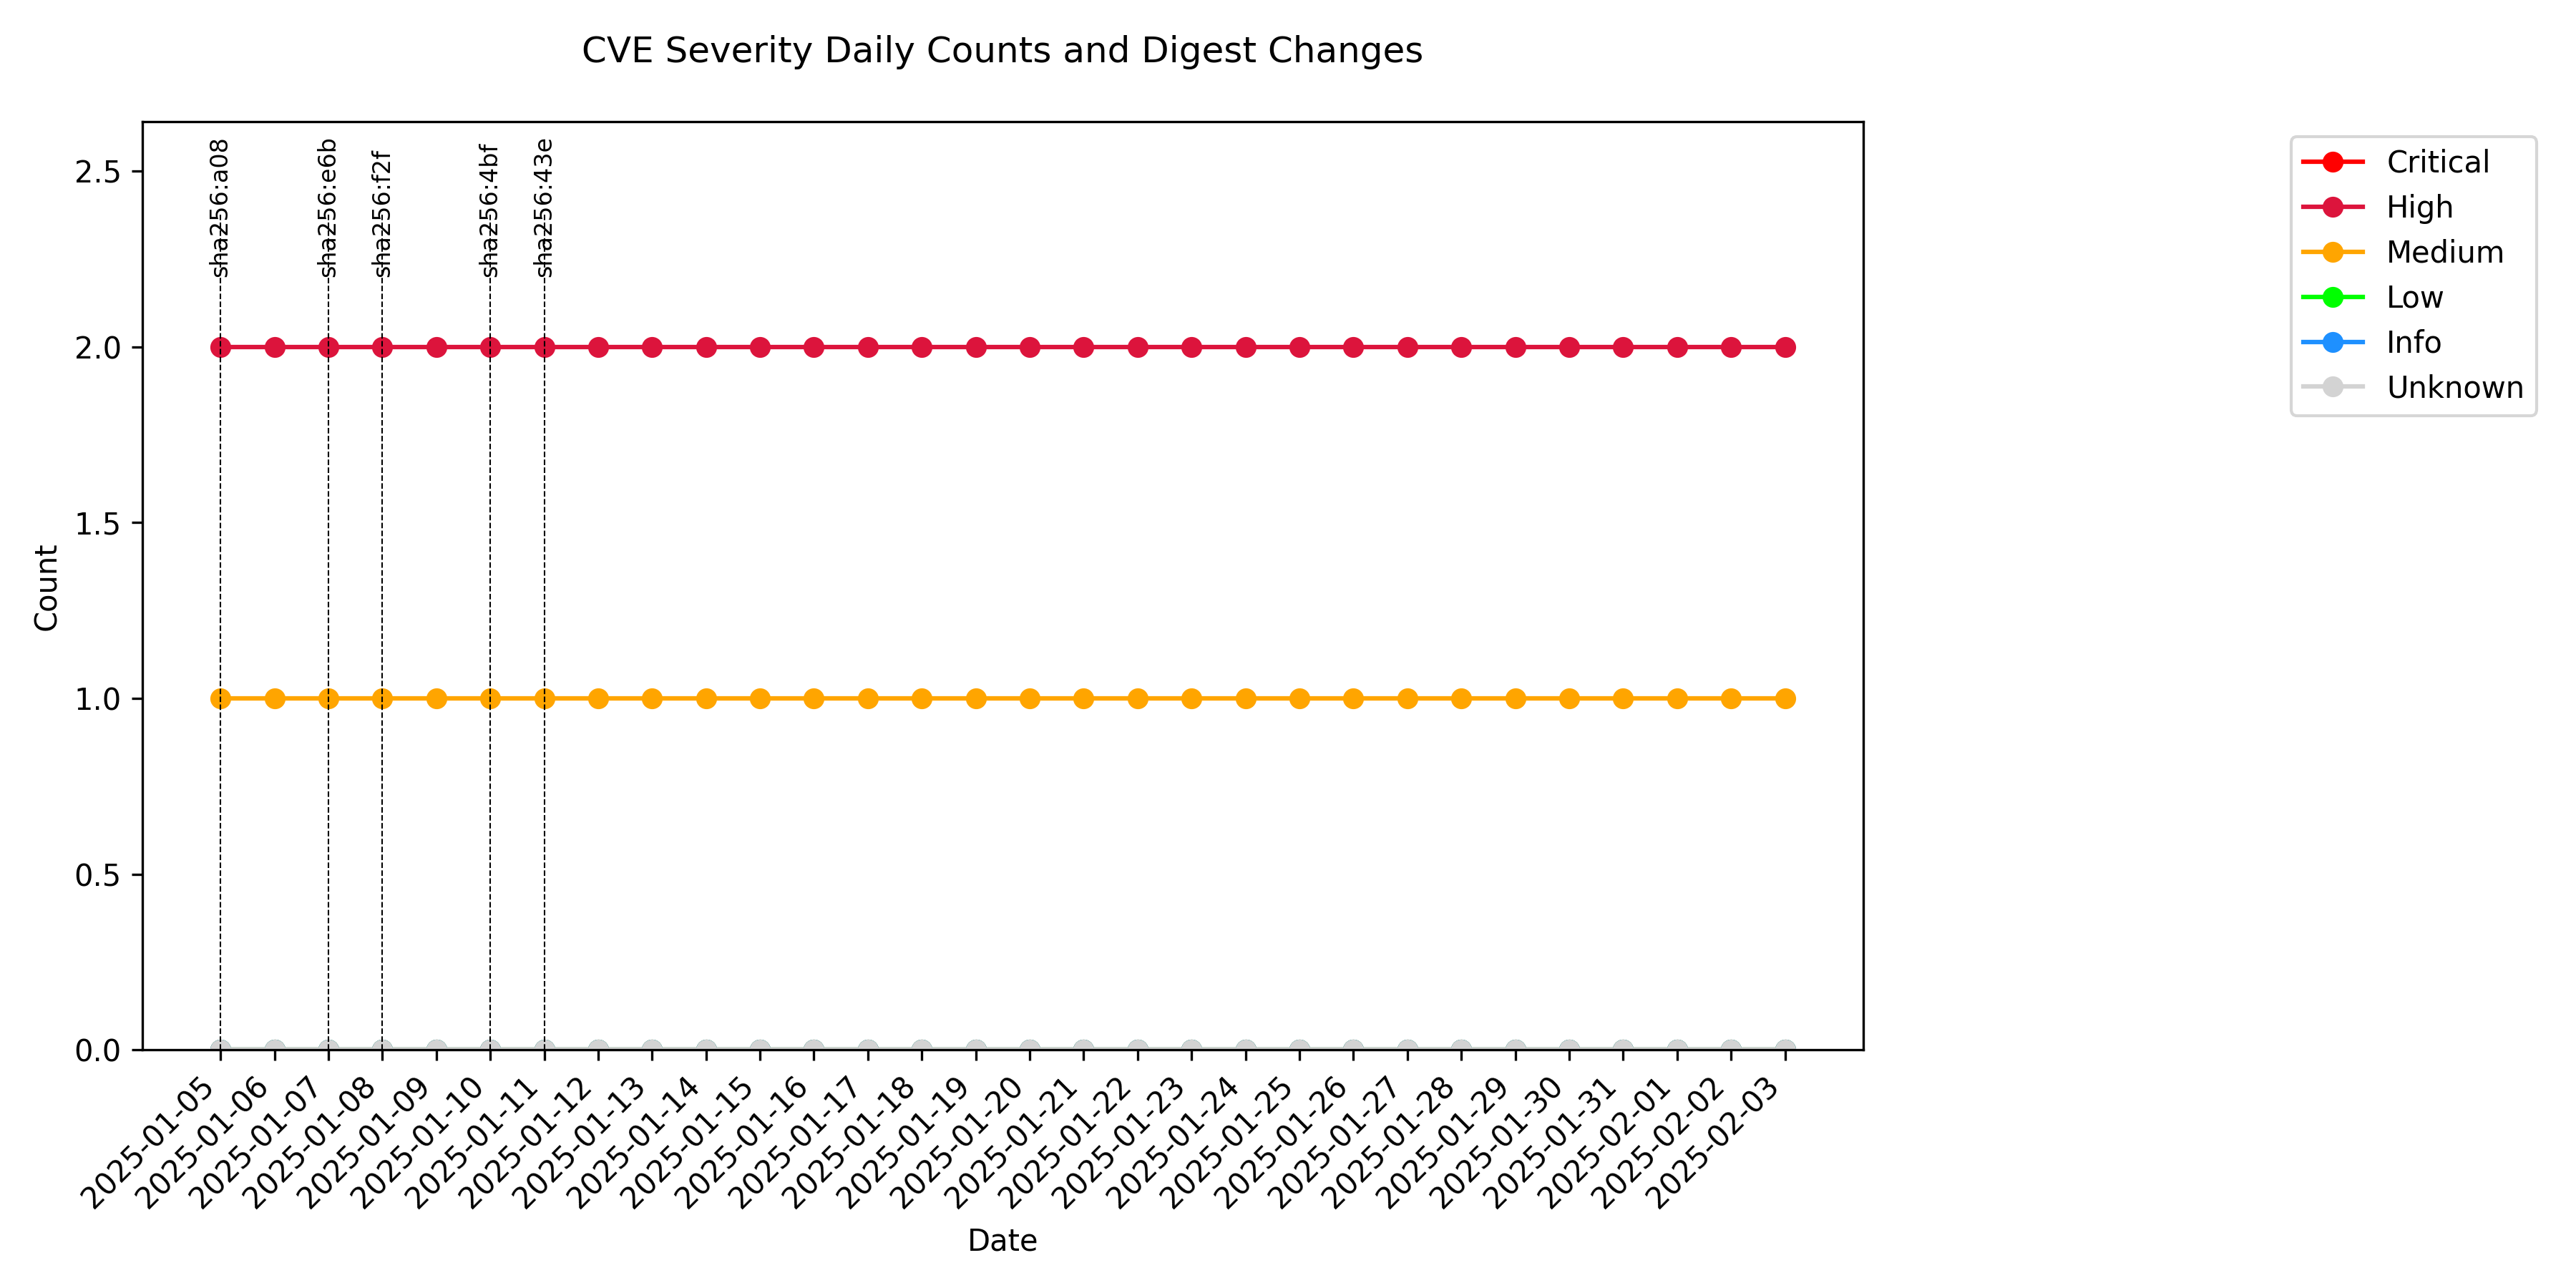 CVE Severity Daily Counts and Digest Changes
sha256:a08
sha256:e6b
sha256:f2f
sha256:4bf
sha256:43e
2.5
2.0
1.5
1.0
0.5
0.0
Count
2025-01-05
2025-01-06
2025-01-07
2025-01-08
2025-01-09
2025-01-10
2025-01-11
2025-01-12
2025-01-13
2025-01-14
2025-01-15
2025-01-16
2025-01-17
2025-01-18
2025-01-19
2025-01-20
2025-01-21
2025-01-22
2025-01-23
2025-01-24
2025-01-25
2025-01-26
2025-01-27
2025-01-28
2025-01-29
2025-01-30
2025-01-31
2025-02-01
2025-02-02
2025-02-03
Date
Critical
High
Medium
Low
Info
Unknown